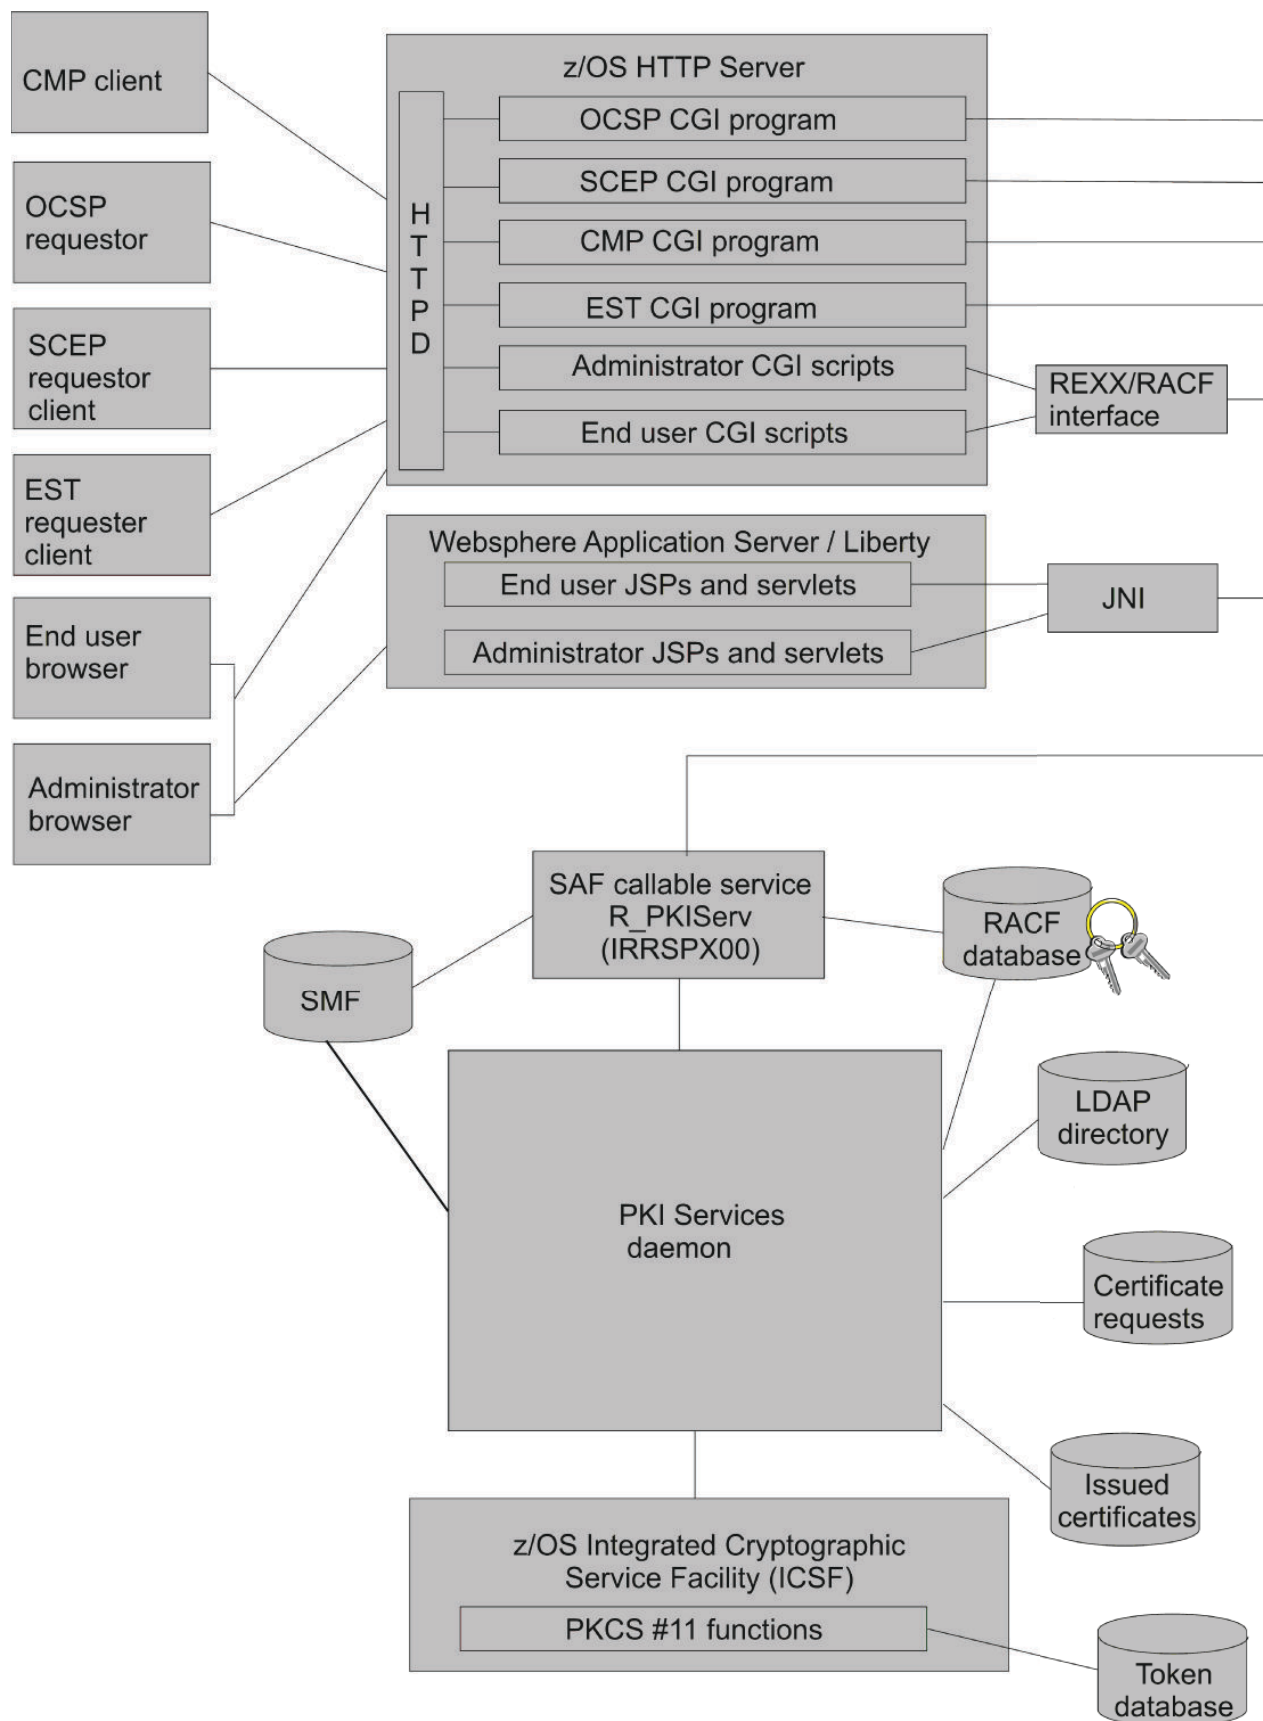 CMP client
OCSP
requestor
SCEP
requestor
client
EST
requester
client
End user
browser
Administrator
browser
z/OS HTTP Server
H
T
T
P
D
OCSP CGI program
SCEP CGI program
CMP CGI program
EST CGI program
Administrator CGI scripts
End user CGI scripts
REXX/RACF
interface
Websphere Application Server / Liberty
End user JSPs and servlets
Administrator JSPs and servlets
JNI
SAF callable service
R_PKIServ
(IRRSPX00)
RACF
database
SMF
LDAP
directory
PKI Services
daemon
Certificate
requests
Issued
certificates
z/OS Integrated Cryptographic
Service Facility (ICSF)
PKCS #11 functions
Token
database